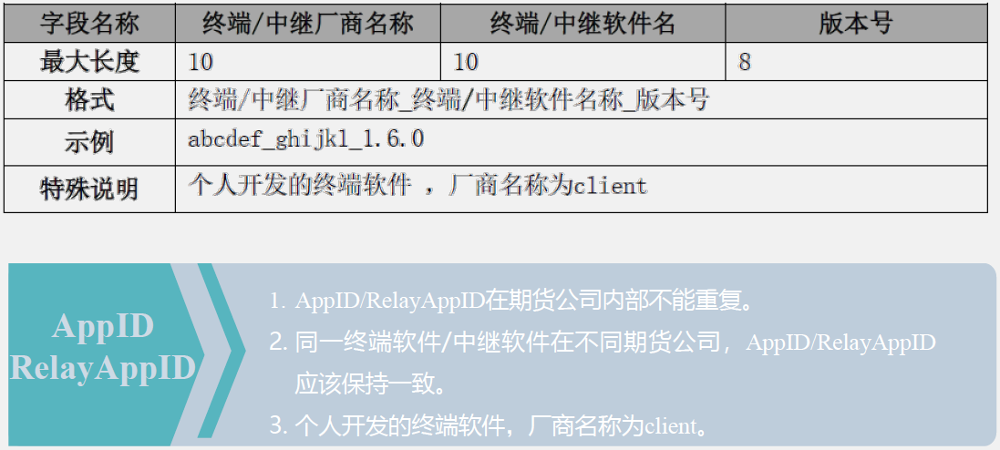 字段名称 终端/中继厂商名称 终端/中继软件名 版本号
最大长度 10 10 8
格式 终端/中继厂商名称_终端/中继软件名称_版本号
示例 abcdef_ghijkl_1.6.0
特殊说明 个人开发的终端软件 ，厂商名称为client
AppID
RelayAppID
1. AppID/RelayAppID在期货公司内部不能重复。
2. 同一终端软件/中继软件在不同期货公司，AppID/RelayAppID
应该保持一致。
3. 个人开发的终端软件，厂商名称为client。